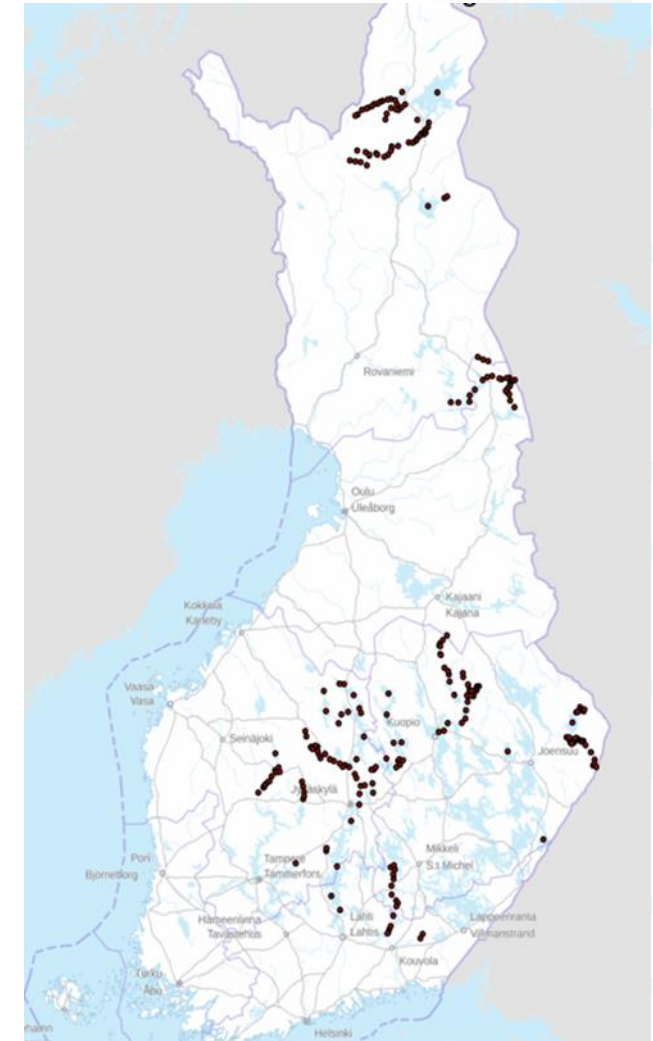 Rovaniemi
Oulu
Uleåborg
Kajaani
Kajana
Kokkola
Karleby
Vaasa
Vasa
Kuopio
Seinäjoki
Joensuu
Jyväskylä
Mikkeli
S:t Michel
Pori
Björneborg
Tampere
Tammerfors
Hämeenlinna
Tavastehus
Lahti
Lahtis
Lappeenranta
Villmanstrand
Kouvola
Turku
Åbo
Helsinki